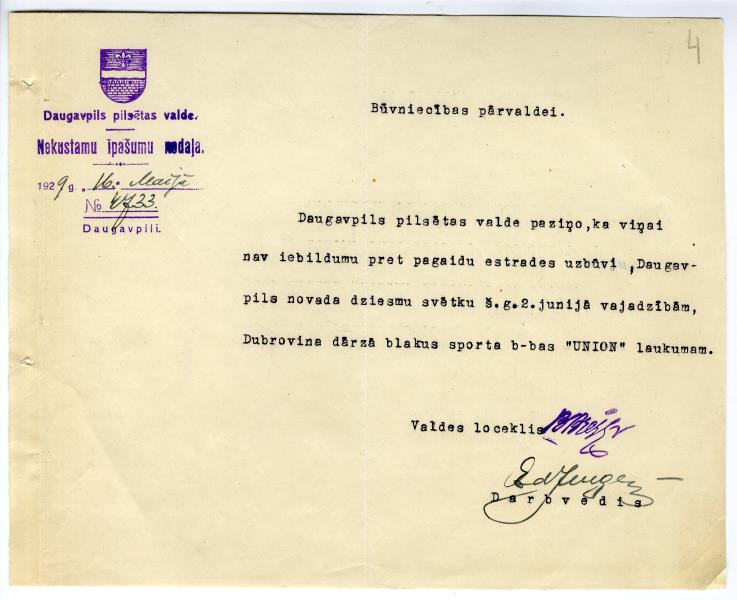 4
Daugavpils pilsētas valde.
Nekustamu īpašumu nodaļa.
1929 g. „ 16. Maijā
№ 4733.
Daugavpilī.
Būvniecības pārvaldei.
Daugavpils pilsētas valde paziņo,ka viņai
nav iebildumu pret pagaidu estrades uzbūvi ,Daugav-
pils novada dziesmu svētku š.g.2.junijā vajadzībām,
Dubrovina dārzā blakus sporta b-bas "UNION" laukumam.
Valdes loceklis
Darbvedis